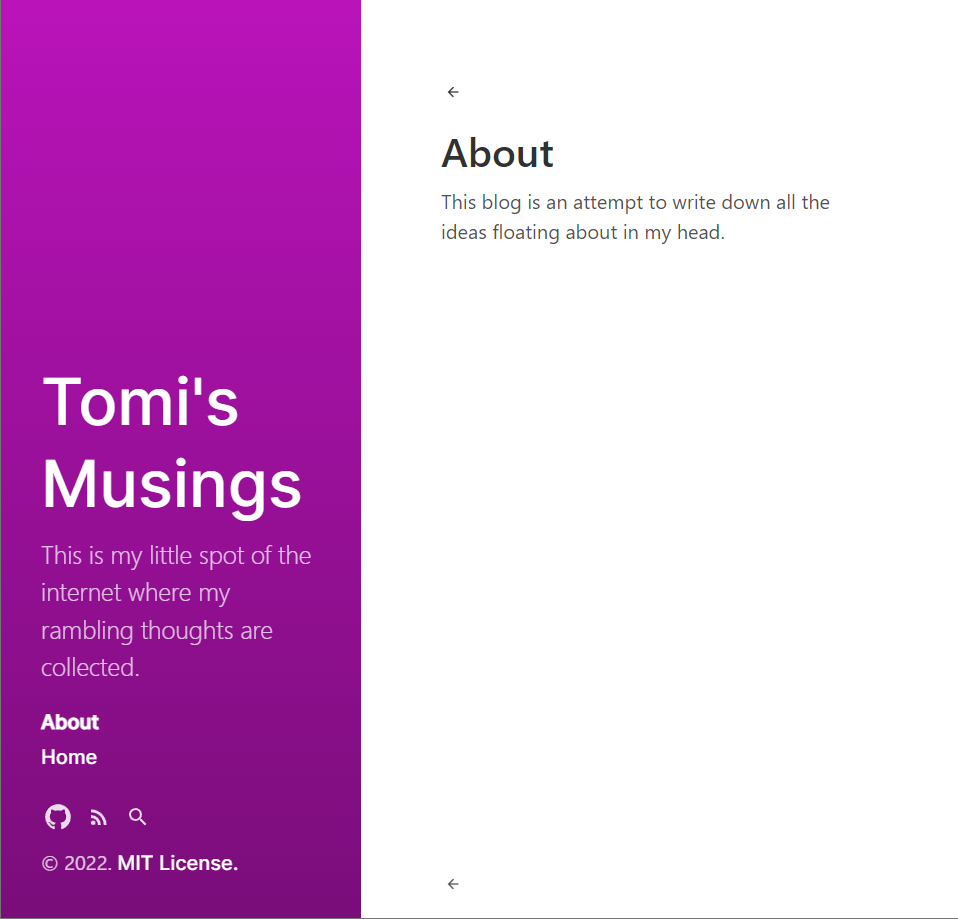 Tomi's
Musings
This is my little spot of the
internet where my
rambling thoughts are
collected.
About
Home
© 2022. MIT License.
←
About
This blog is an attempt to write down all the
ideas floating about in my head.
←